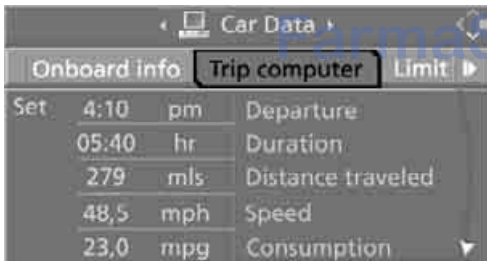 Car Data
Onboard info Trip computer Limit
Set 4:10 pm Departure
05:40 hr Duration
279 mls Distance traveled
48,5 mph Speed
23,0 mpg Consumption